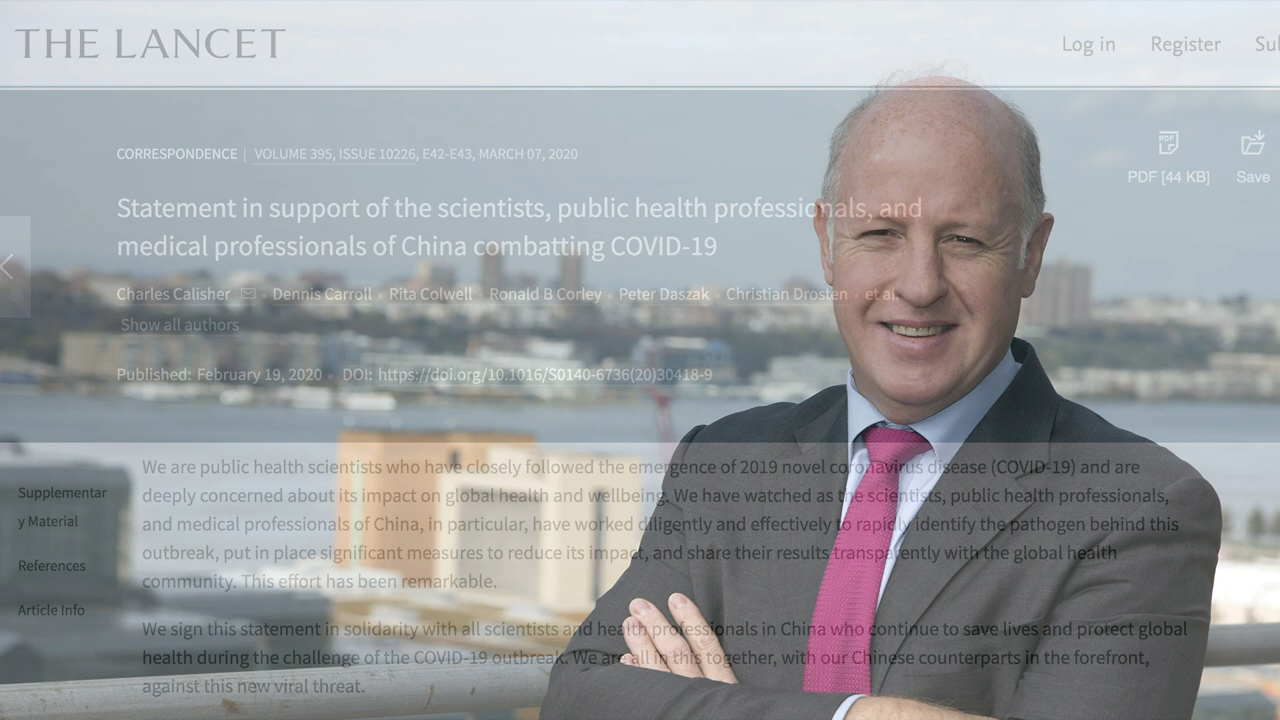 THE LANCET
Log in Register Sul
PDF
PDF [44 KB] Save
CORRESPONDENCE | VOLUME 395, ISSUE 10226, E42-E43, MARCH 07, 2020
Statement in support of the scientists, public health professionals, and
medical professionals of China combatting COVID-19
Charles Calisher Dennis Carroll Rita Colwell Ronald B Corley Peter Daszak Christian Drosten et al.
Show all authors
Published: February 19, 2020 DOI: https://doi.org/10.1016/S0140-6736(20)30418-9
We are public health scientists who have closely followed the emergence of 2019 novel coronavirus disease (COVID-19) and are
deeply concerned about its impact on global health and wellbeing. We have watched as the scientists, public health professionals,
and medical professionals of China, in particular, have worked diligently and effectively to rapidly identify the pathogen behind this
outbreak, put in place significant measures to reduce its impact, and share their results transparently with the global health
community. This effort has been remarkable.
We sign this statement in solidarity with all scientists and health professionals in China who continue to save lives and protect global
health during the challenge of the COVID-19 outbreak. We are all in this together, with our Chinese counterparts in the forefront,
against this new viral threat.
Supplementar
y Material
References
Article Info